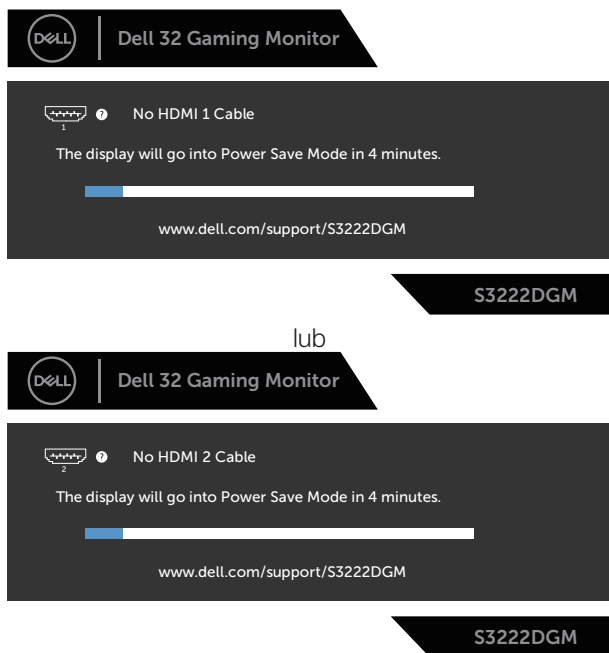 DELL Dell 32 Gaming Monitor
? No HDMI 1 Cable
1
The display will go into Power Save Mode in 4 minutes.
www.dell.com/support/S3222DGM
S3222DGM
lub
DELL Dell 32 Gaming Monitor
? No HDMI 2 Cable
2
The display will go into Power Save Mode in 4 minutes.
www.dell.com/support/S3222DGM
S3222DGM